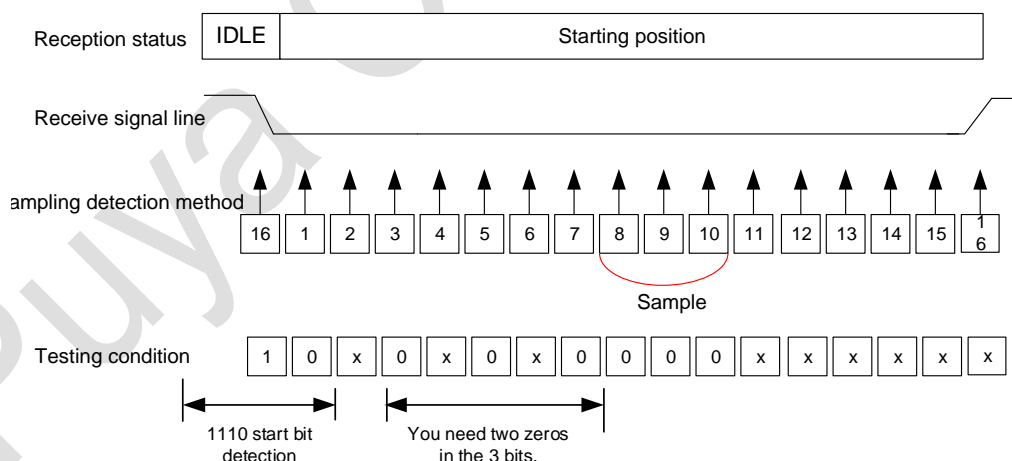 Reception status IDLE Starting position
Receive signal line
ampling detection method
16 1 2 3 4 5 6 7 8 9 10 11 12 13 14 15 16
Sample
Testing condition 1 0 x 0 x 0 x 0 0 0 0 x x x x x x
1110 start bit
detection
You need two zeros
in the 3 bits.
Puya